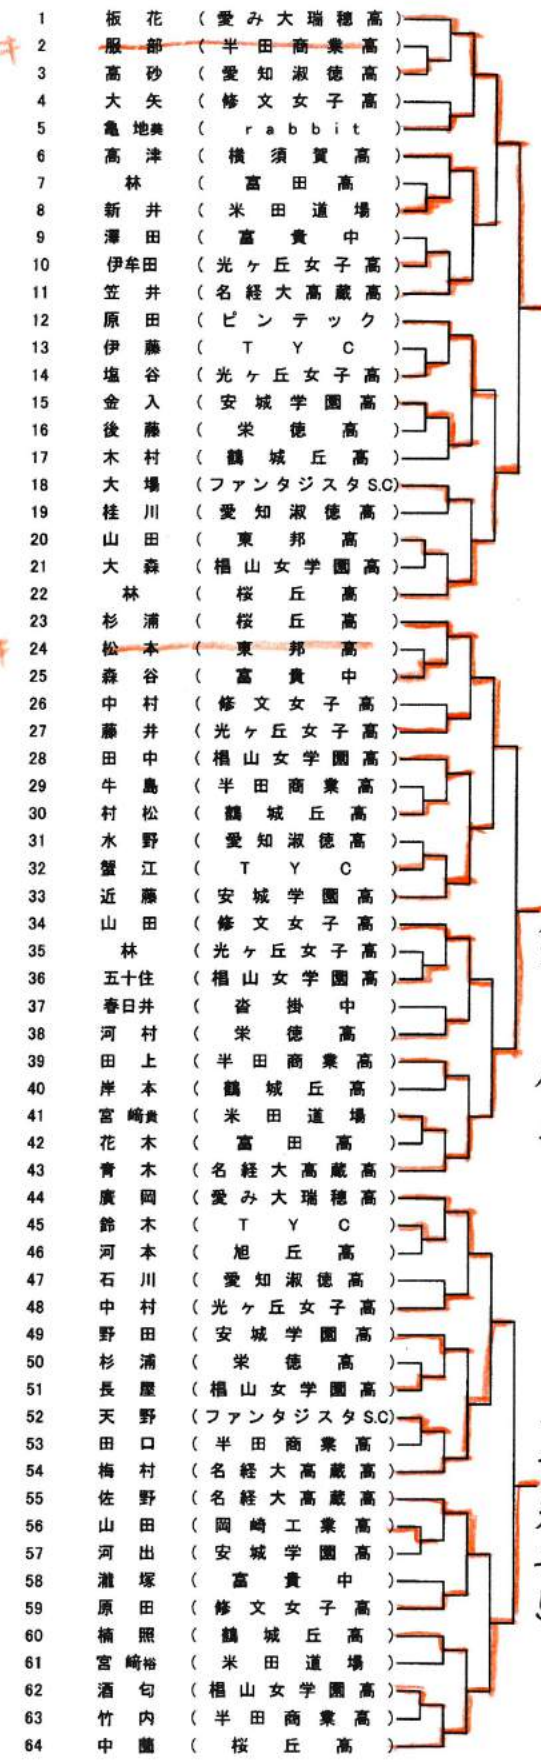 1 板花 (愛み大瑞穂高)
2 服部 (半田商業高)
3 高砂 (愛知淑徳高)
4 大矢 (修文女子高)
5 亀地美 (rabbit)
6 高津 (横須賀高)
7 林 (富田高)
8 新井 (米田道場)
9 澤田 (富貴中)
10 伊牟田 (光ヶ丘女子高)
11 笠井 (名経大高蔵高)
12 原田 (ピンテック)
13 伊藤 (TYC)
14 塩谷 (光ヶ丘女子高)
15 金入 (安城学園高)
16 後藤 (栄徳高)
17 木村 (鶴城丘高)
18 大場 (ファンタジスタS.C)
19 桂川 (愛知淑徳高)
20 山田 (東邦高)
21 大森 (椙山女学園高)
22 林 (桜丘高)
23 杉浦 (桜丘高)
24 松本 (東邦高)
25 森谷 (富貴中)
26 中村 (修文女子高)
27 藤井 (光ヶ丘女子高)
28 田中 (椙山女学園高)
29 牛島 (半田商業高)
30 村松 (鶴城丘高)
31 水野 (愛知淑徳高)
32 蟹江 (TYC)
33 近藤 (安城学園高)
34 山田 (修文女子高)
35 林 (光ヶ丘女子高)
36 五十住 (椙山女学園高)
37 春日井 (沓掛中)
38 河村 (栄徳高)
39 田上 (半田商業高)
40 岸本 (鶴城丘高)
41 宮崎貴 (米田道場)
42 花木 (富田高)
43 青木 (名経大高蔵高)
44 廣岡 (愛み大瑞穂高)
45 鈴木 (TYC)
46 河本 (旭丘高)
47 石川 (愛知淑徳高)
48 中村 (光ヶ丘女子高)
49 野田 (安城学園高)
50 杉浦 (栄徳高)
51 長屋 (椙山女学園高)
52 天野 (ファンタジスタS.C)
53 田口 (半田商業高)
54 梅村 (名経大高蔵高)
55 佐野 (名経大高蔵高)
56 山田 (岡崎工業高)
57 河出 (安城学園高)
58 瀧塚 (富貴中)
59 原田 (修文女子高)
60 楠照 (鶴城丘高)
61 宮崎裕 (米田道場)
62 酒匂 (椙山女学園高)
63 竹内 (半田商業高)
64 中薗 (桜丘高)